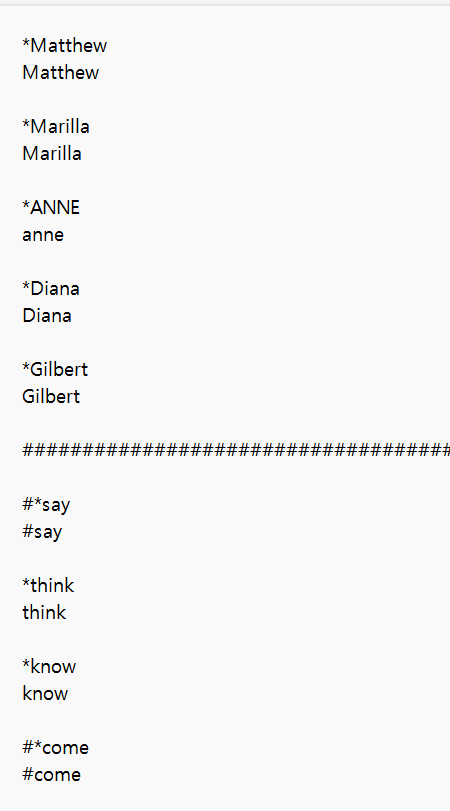 *Matthew
Matthew
*Marilla
Marilla
*ANNE
anne
*Diana
Diana
*Gilbert
Gilbert
####################################
#*say
#say
*think
think
*know
know
#*come
#come